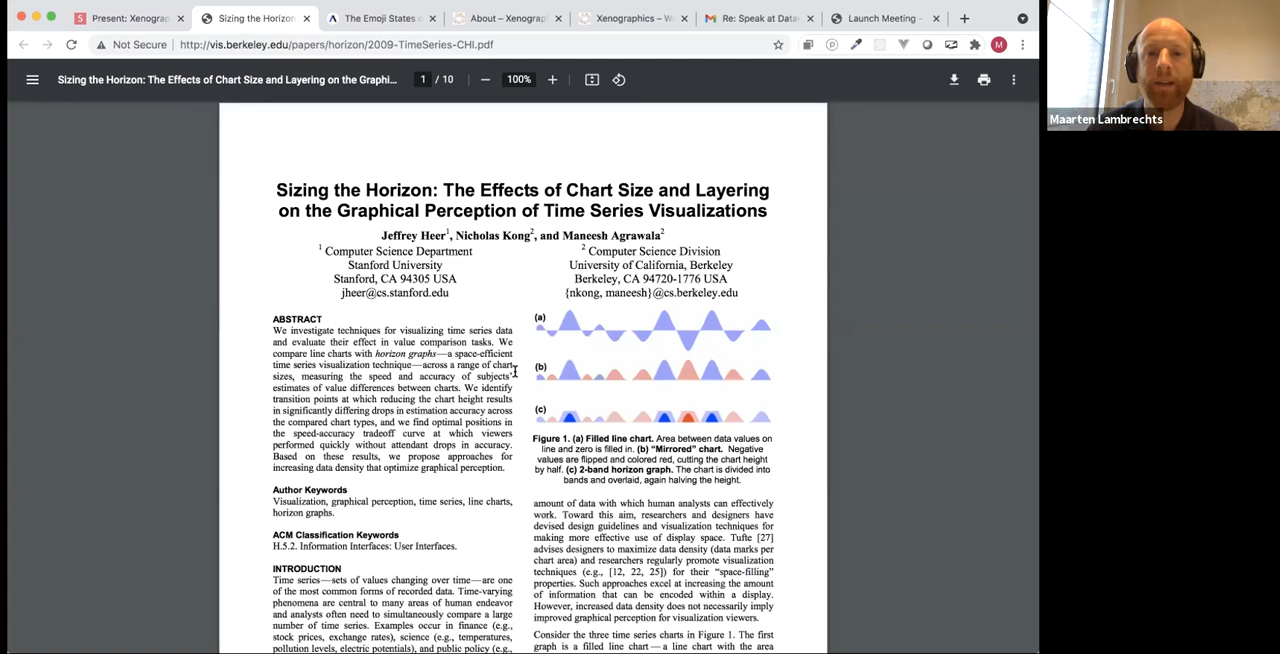 Present: Xenograp
Sizing the Horizon:
The Emoji States o
About – Xenograp
Xenographics – W
Re: Speak at Data
Launch Meeting –
Not Secure
http://vis.berkeley.edu/papers/horizon/2009-TimeSeries-CHI.pdf
M
Sizing the Horizon: The Effects of Chart Size and Layering on the Graphi...
1 / 10
100%
Maarten Lambrechts
Sizing the Horizon: The Effects of Chart Size and Layering
on the Graphical Perception of Time Series Visualizations
Jeffrey Heer1, Nicholas Kong2, and Maneesh Agrawala2
1 Computer Science Department
Stanford University
Stanford, CA 94305 USA
jheer@cs.stanford.edu
2 Computer Science Division
University of California, Berkeley
Berkeley, CA 94720-1776 USA
{nkong, maneesh}@cs.berkeley.edu
ABSTRACT
We investigate techniques for visualizing time series data
and evaluate their effect in value comparison tasks. We
compare line charts with horizon graphs—a space-efficient
time series visualization technique—across a range of chart
sizes, measuring the speed and accuracy of subjects'
estimates of value differences between charts. We identify
transition points at which reducing the chart height results
in significantly differing drops in estimation accuracy across
the compared chart types, and we find optimal positions in
the speed-accuracy tradeoff curve at which viewers
performed quickly without attendant drops in accuracy.
Based on these results, we propose approaches for
increasing data density that optimize graphical perception.
Author Keywords
Visualization, graphical perception, time series, line charts,
horizon graphs.
ACM Classification Keywords
H.5.2. Information Interfaces: User Interfaces.
INTRODUCTION
Time series—sets of values changing over time—are one
of the most common forms of recorded data. Time-varying
phenomena are central to many areas of human endeavor
and analysts often need to simultaneously compare a large
number of time series. Examples occur in finance (e.g.,
stock prices, exchange rates), science (e.g., temperatures,
pollution levels, electric potentials), and public policy (e.g.,
(a)
(b)
(c)
Figure 1. (a) Filled line chart. Area between data values on
line and zero is filled in. (b) “Mirrored” chart. Negative
values are flipped and colored red, cutting the chart height
by half. (c) 2-band horizon graph. The chart is divided into
bands and overlaid, again halving the height.
amount of data with which human analysts can effectively
work. Toward this aim, researchers and designers have
devised design guidelines and visualization techniques for
making more effective use of display space. Tufte [27]
advises designers to maximize data density (data marks per
chart area) and researchers regularly promote visualization
techniques (e.g., [12, 22, 25]) for their “space-filling”
properties. Such approaches excel at increasing the amount
of information that can be encoded within a display.
However, increased data density does not necessarily imply
improved graphical perception for visualization viewers.
Consider the three time series charts in Figure 1. The first
graph is a filled line chart—a line chart with the area